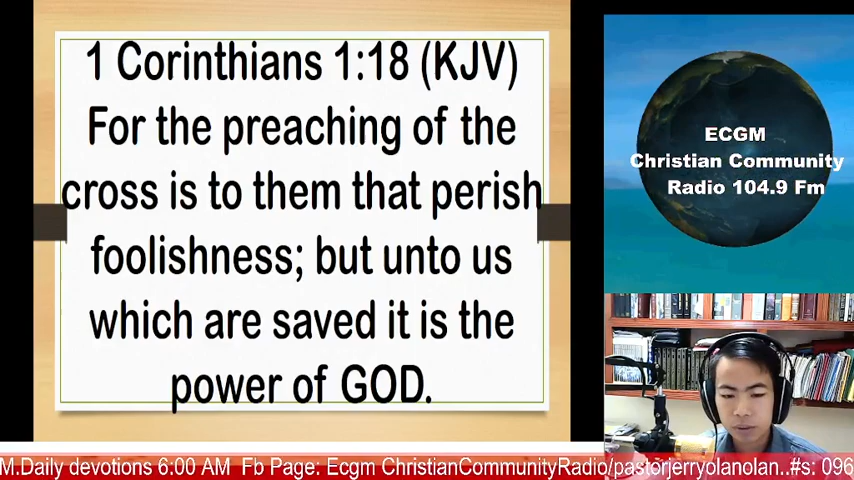 1 Corinthians 1:18 (KJV)
For the preaching of the
cross is to them that perish
foolishness; but unto us
which are saved it is the
power of GOD.
ECGM
Christian Community
Radio 104.9 Fm
M.Daily devotions 6:00 AM Fb Page: Ecgm ChristianCommunityRadio/pastorjerryolanolan..#s: 096